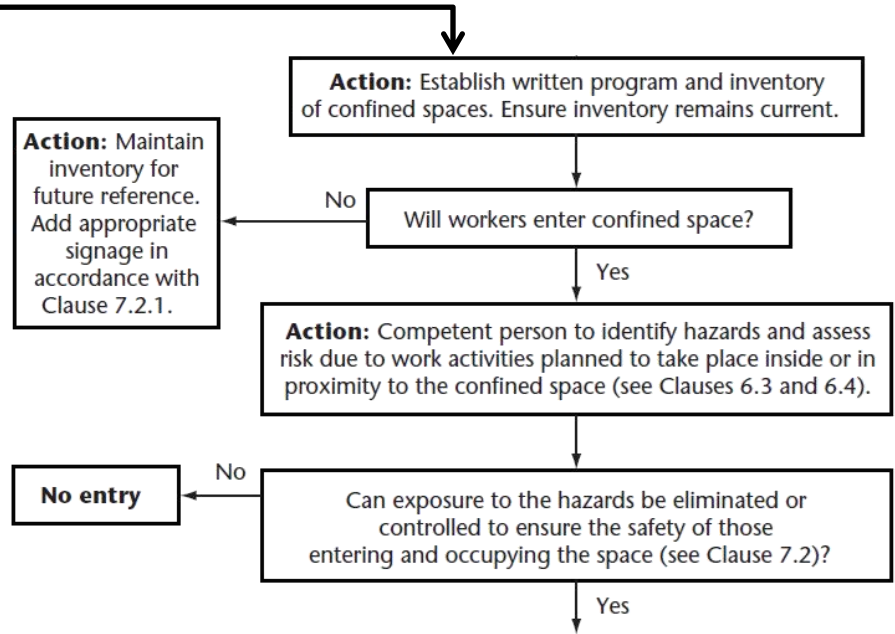 Action: Establish written program and inventory
of confined spaces. Ensure inventory remains current.
Action: Maintain
inventory for
future reference.
Add appropriate
signage in
accordance with
Clause 7.2.1.
No
Will workers enter confined space?
Yes
Action: Competent person to identify hazards and assess
risk due to work activities planned to take place inside or in
proximity to the confined space (see Clauses 6.3 and 6.4).
No entry
No
Can exposure to the hazards be eliminated or
controlled to ensure the safety of those
entering and occupying the space (see Clause 7.2)?
Yes